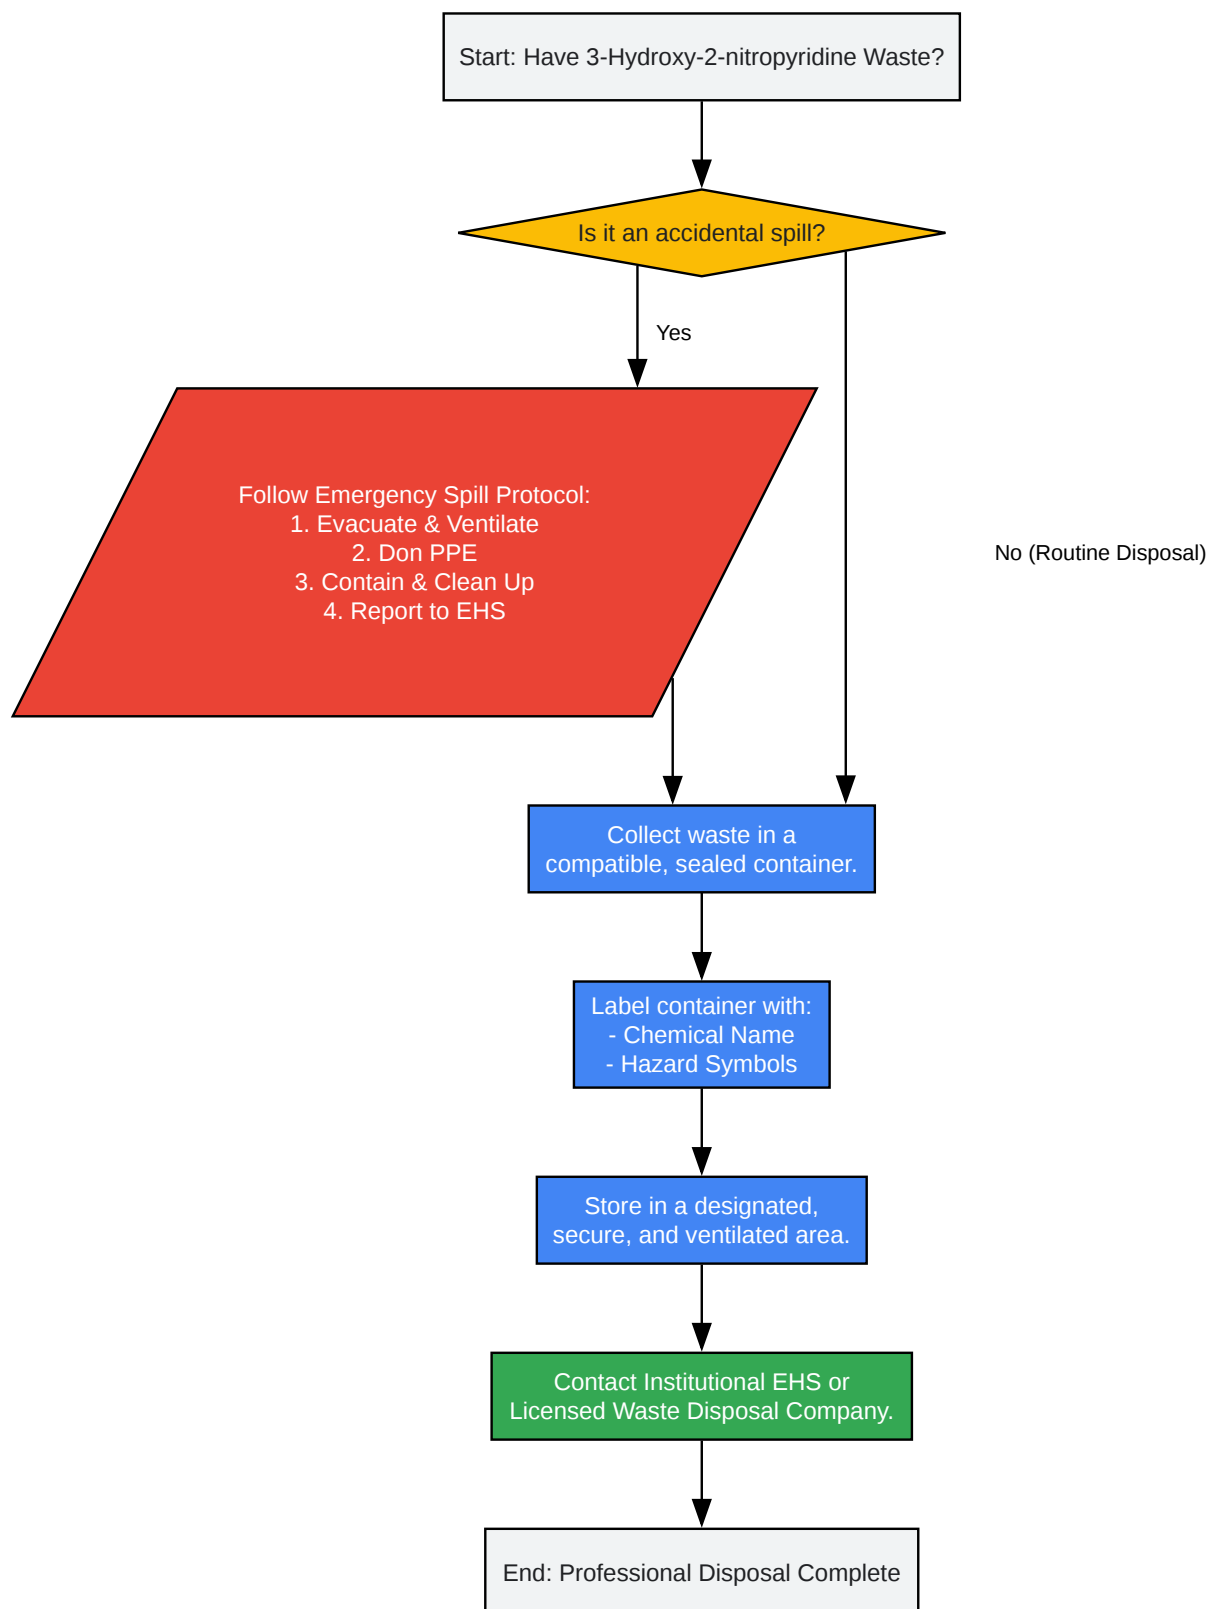 Start: Have 3-Hydroxy-2-nitropyridine Waste?
Is it an accidental spill?
Yes
Follow Emergency Spill Protocol:
1. Evacuate & Ventilate
2. Don PPE
3. Contain & Clean Up
4. Report to EHS
No (Routine Disposal)
Collect waste in a
compatible, sealed container.
Label container with:
- Chemical Name
- Hazard Symbols
Store in a designated,
secure, and ventilated area.
Contact Institutional EHS or
Licensed Waste Disposal Company.
End: Professional Disposal Complete